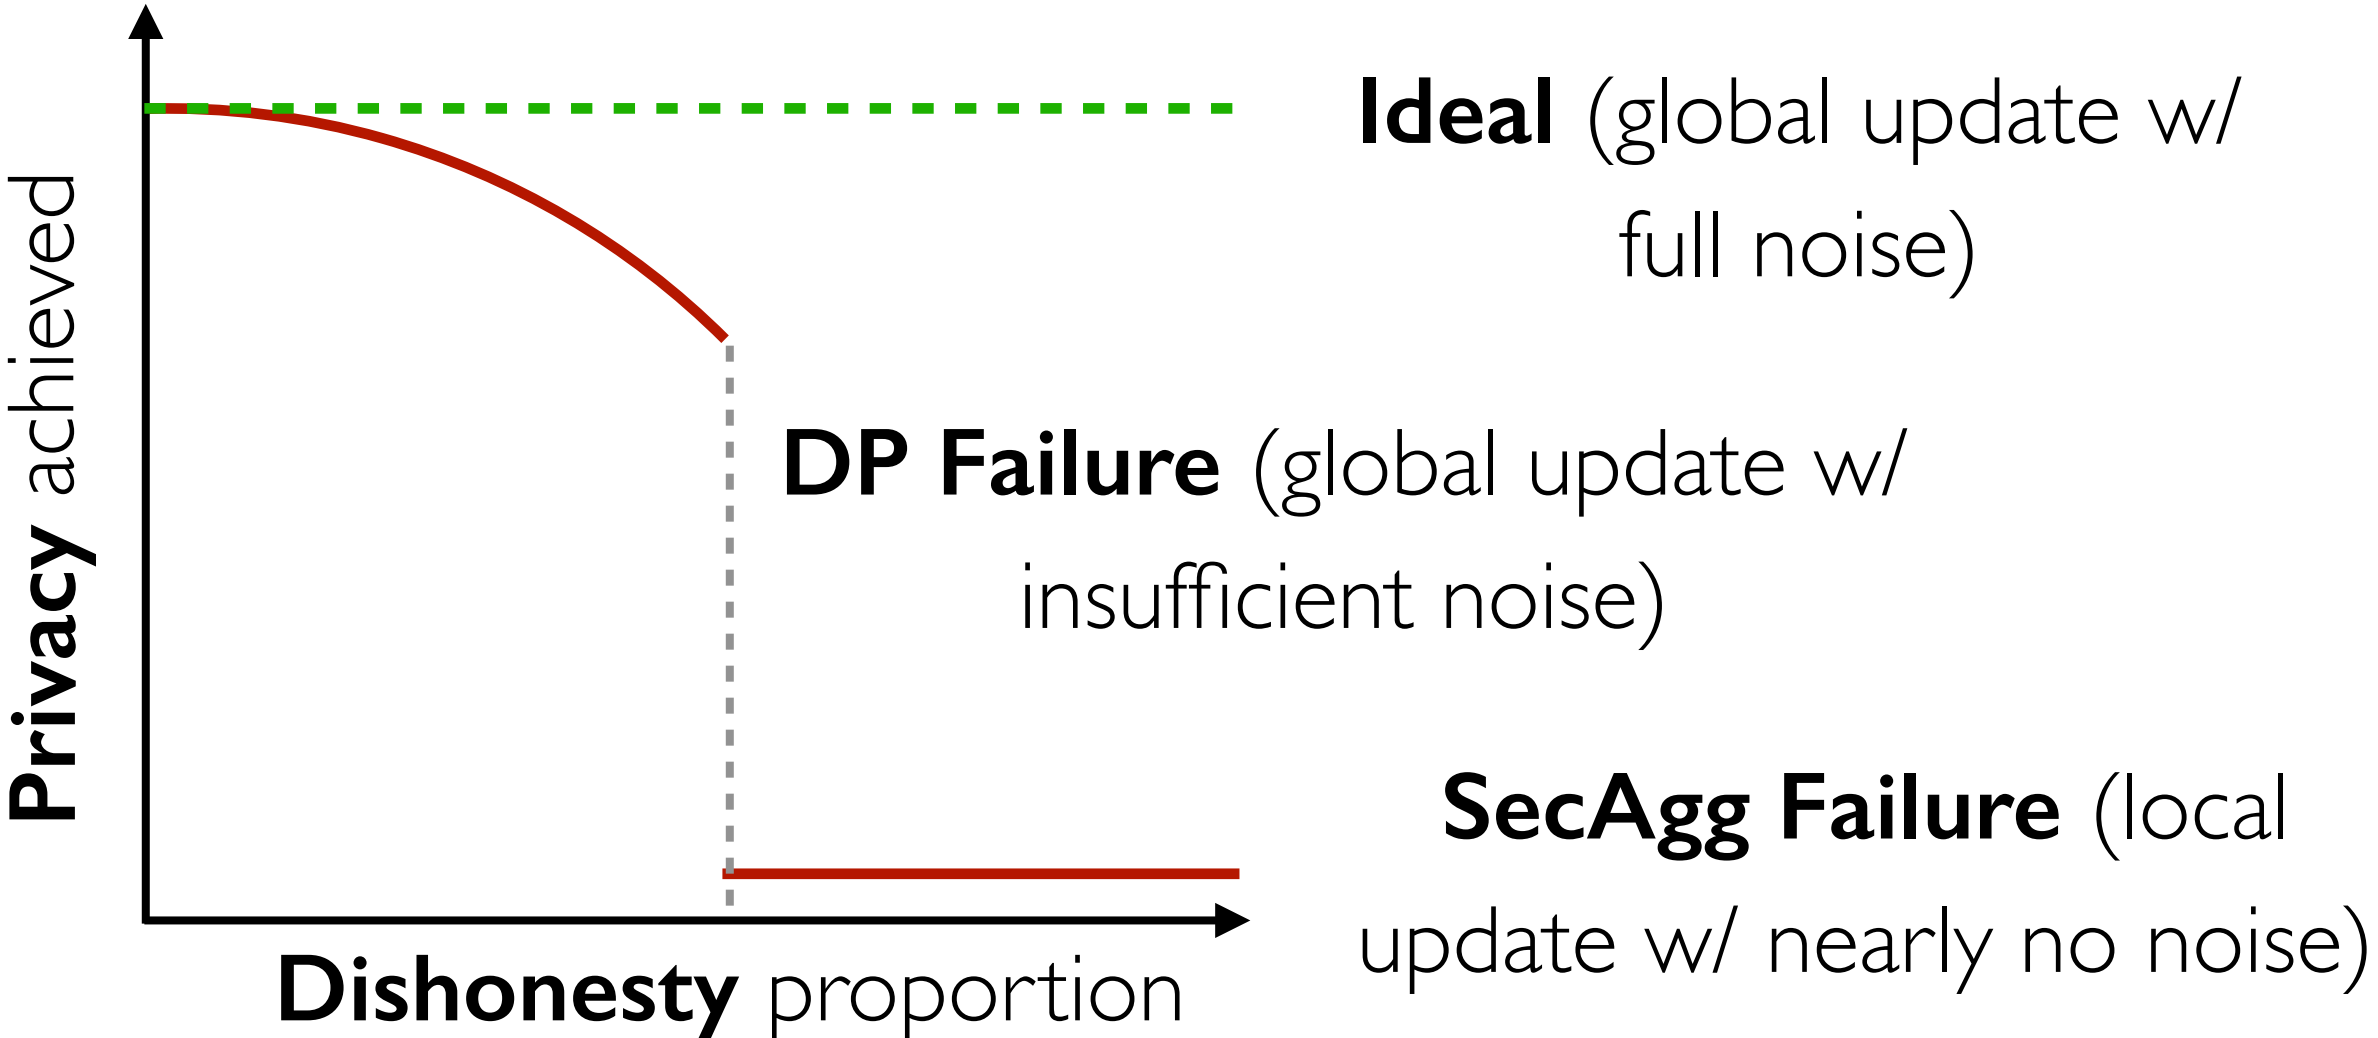 Privacy achieved
Ideal (global update w/
full noise)
DP Failure (global update w/
insufficient noise)
SecAgg Failure (local
update w/ nearly no noise)
Dishonesty proportion